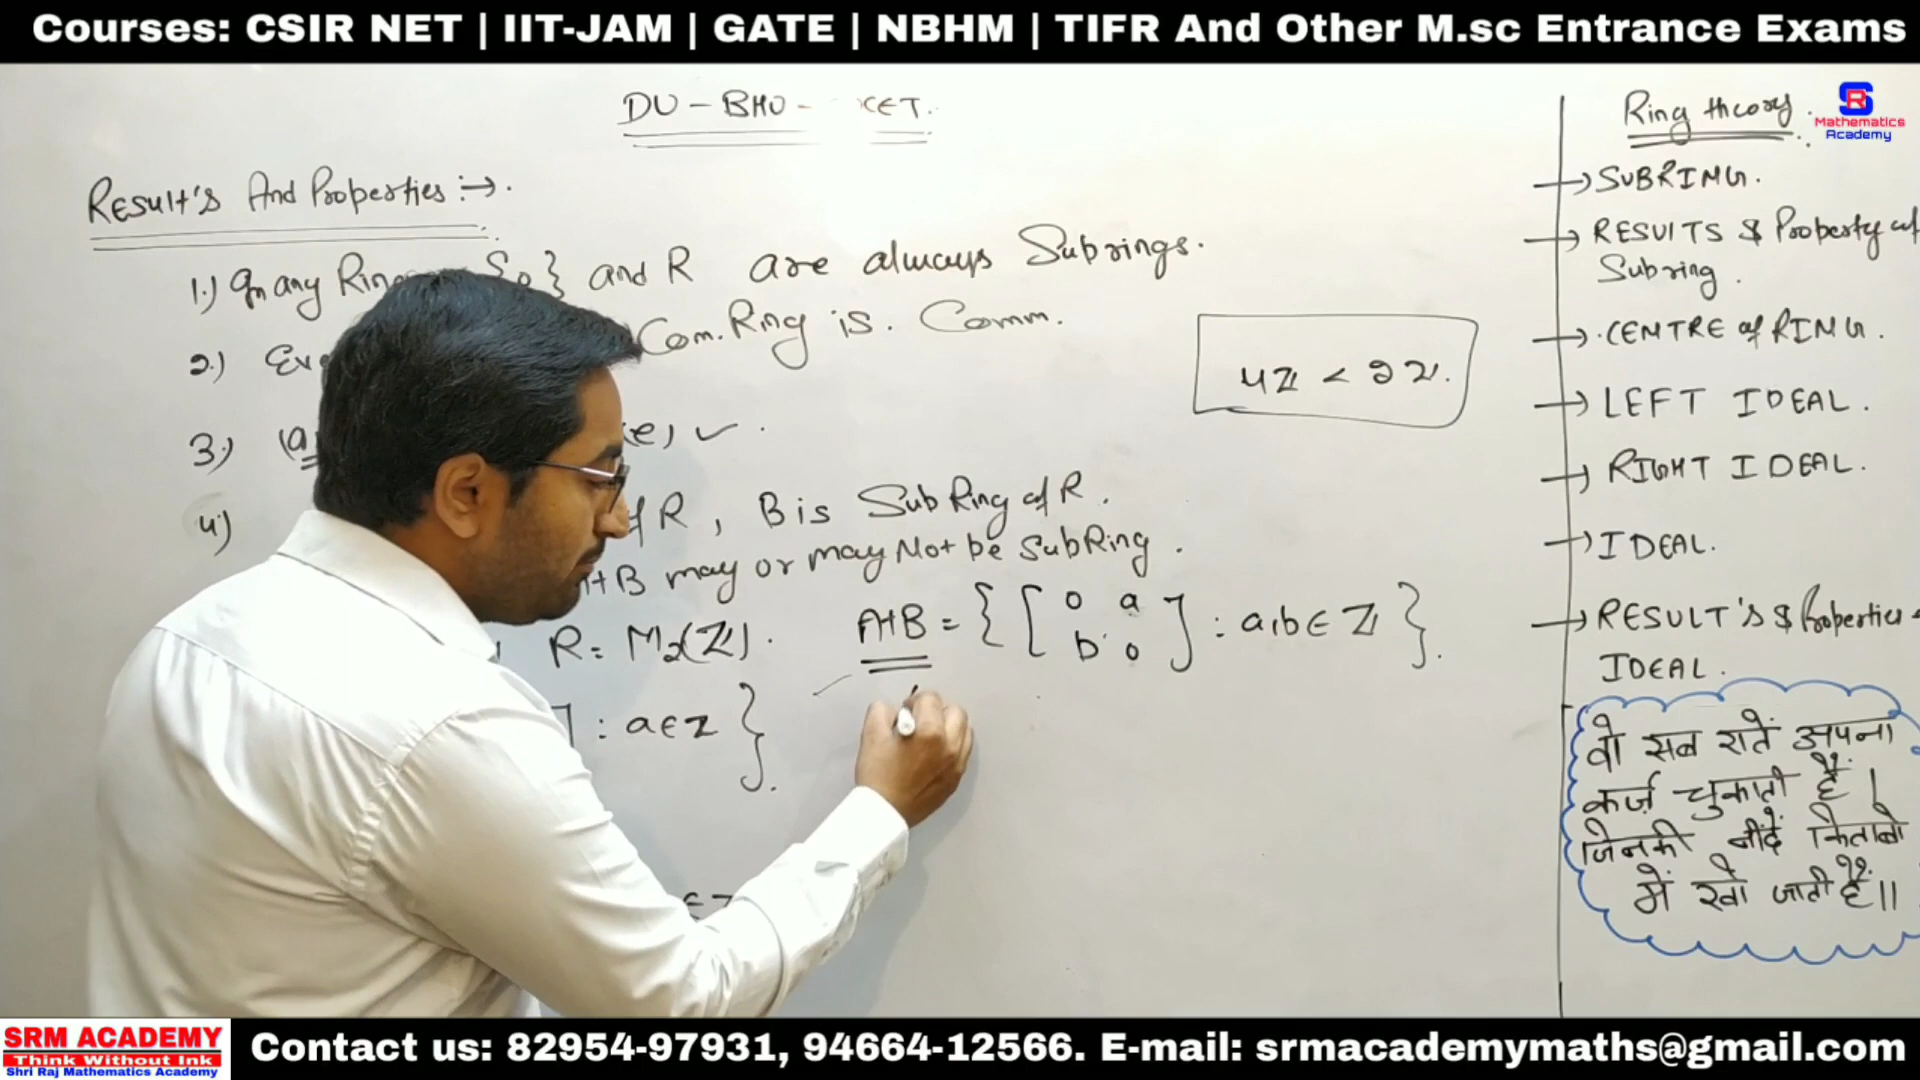 Courses: CSIR NET | IIT-JAM | GATE | NBHM | TIFR And Other M.sc Entrance Exams
DU - BHU - CET.
RESULT'S And Properties :→.
1.) In any Ring {0} and R are always Subrings.
2.) Com. Ring is. Comm.
3.) (a e) ✓ .
4.) of R , B is SubRing of R .
A+B may or may Not be SubRing .
R = M₂(ℤ) .
A+B = { [ 0 a
b 0 ] : a,b ∈ ℤ } .
] : a ∈ ℤ } .
∈ ℤ
4ℤ < 2ℤ.
Ring theory .
SR
Mathematics
Academy
→ SUBRING .
→ RESULTS & Property of
Subring .
→ . CENTRE of RING .
→ LEFT IDEAL .
→ RIGHT IDEAL .
→ IDEAL .
→ RESULT'S & Properties
IDEAL .
वो सब रातें अपना
कर्ज़ चुकाती हैं |
जिनकी नींदें किताबो
में खो जाती हैं ||
SRM ACADEMY
Think Without Ink
Shri Raj Mathematics Academy
Contact us: 82954-97931, 94664-12566. E-mail: srmacademymaths@gmail.com